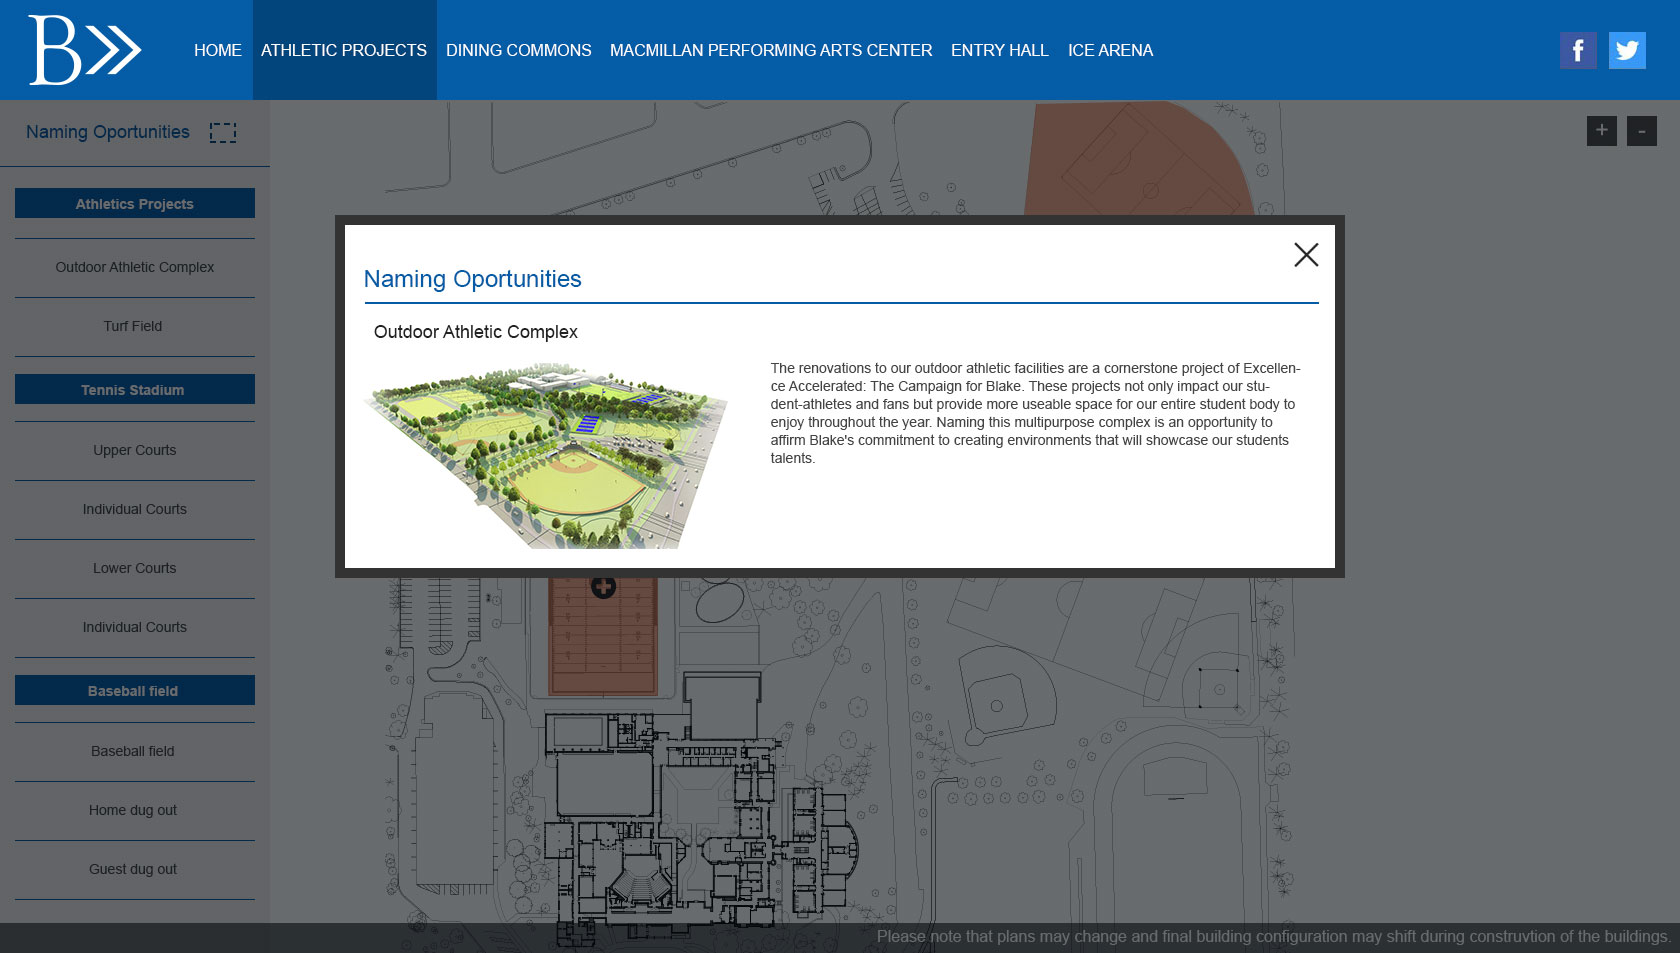 B
HOME ATHLETIC PROJECTS DINING COMMONS MACMILLAN PERFORMING ARTS CENTER ENTRY HALL ICE ARENA
f
Naming Oportunities
+ -
Athletics Projects
Outdoor Athletic Complex
Turf Field
Tennis Stadium
Upper Courts
Individual Courts
Lower Courts
Individual Courts
Baseball field
Baseball field
Home dug out
Guest dug out
Naming Oportunities
Outdoor Athletic Complex
The renovations to our outdoor athletic facilities are a cornerstone project of Excellen-
ce Accelerated: The Campaign for Blake. These projects not only impact our stu-
dent-athletes and fans but provide more useable space for our entire student body to
enjoy throughout the year. Naming this multipurpose complex is an opportunity to
affirm Blake's commitment to creating environments that will showcase our students
talents.
Please note that plans may change and final building configuration may shift during construvtion of the buildings.